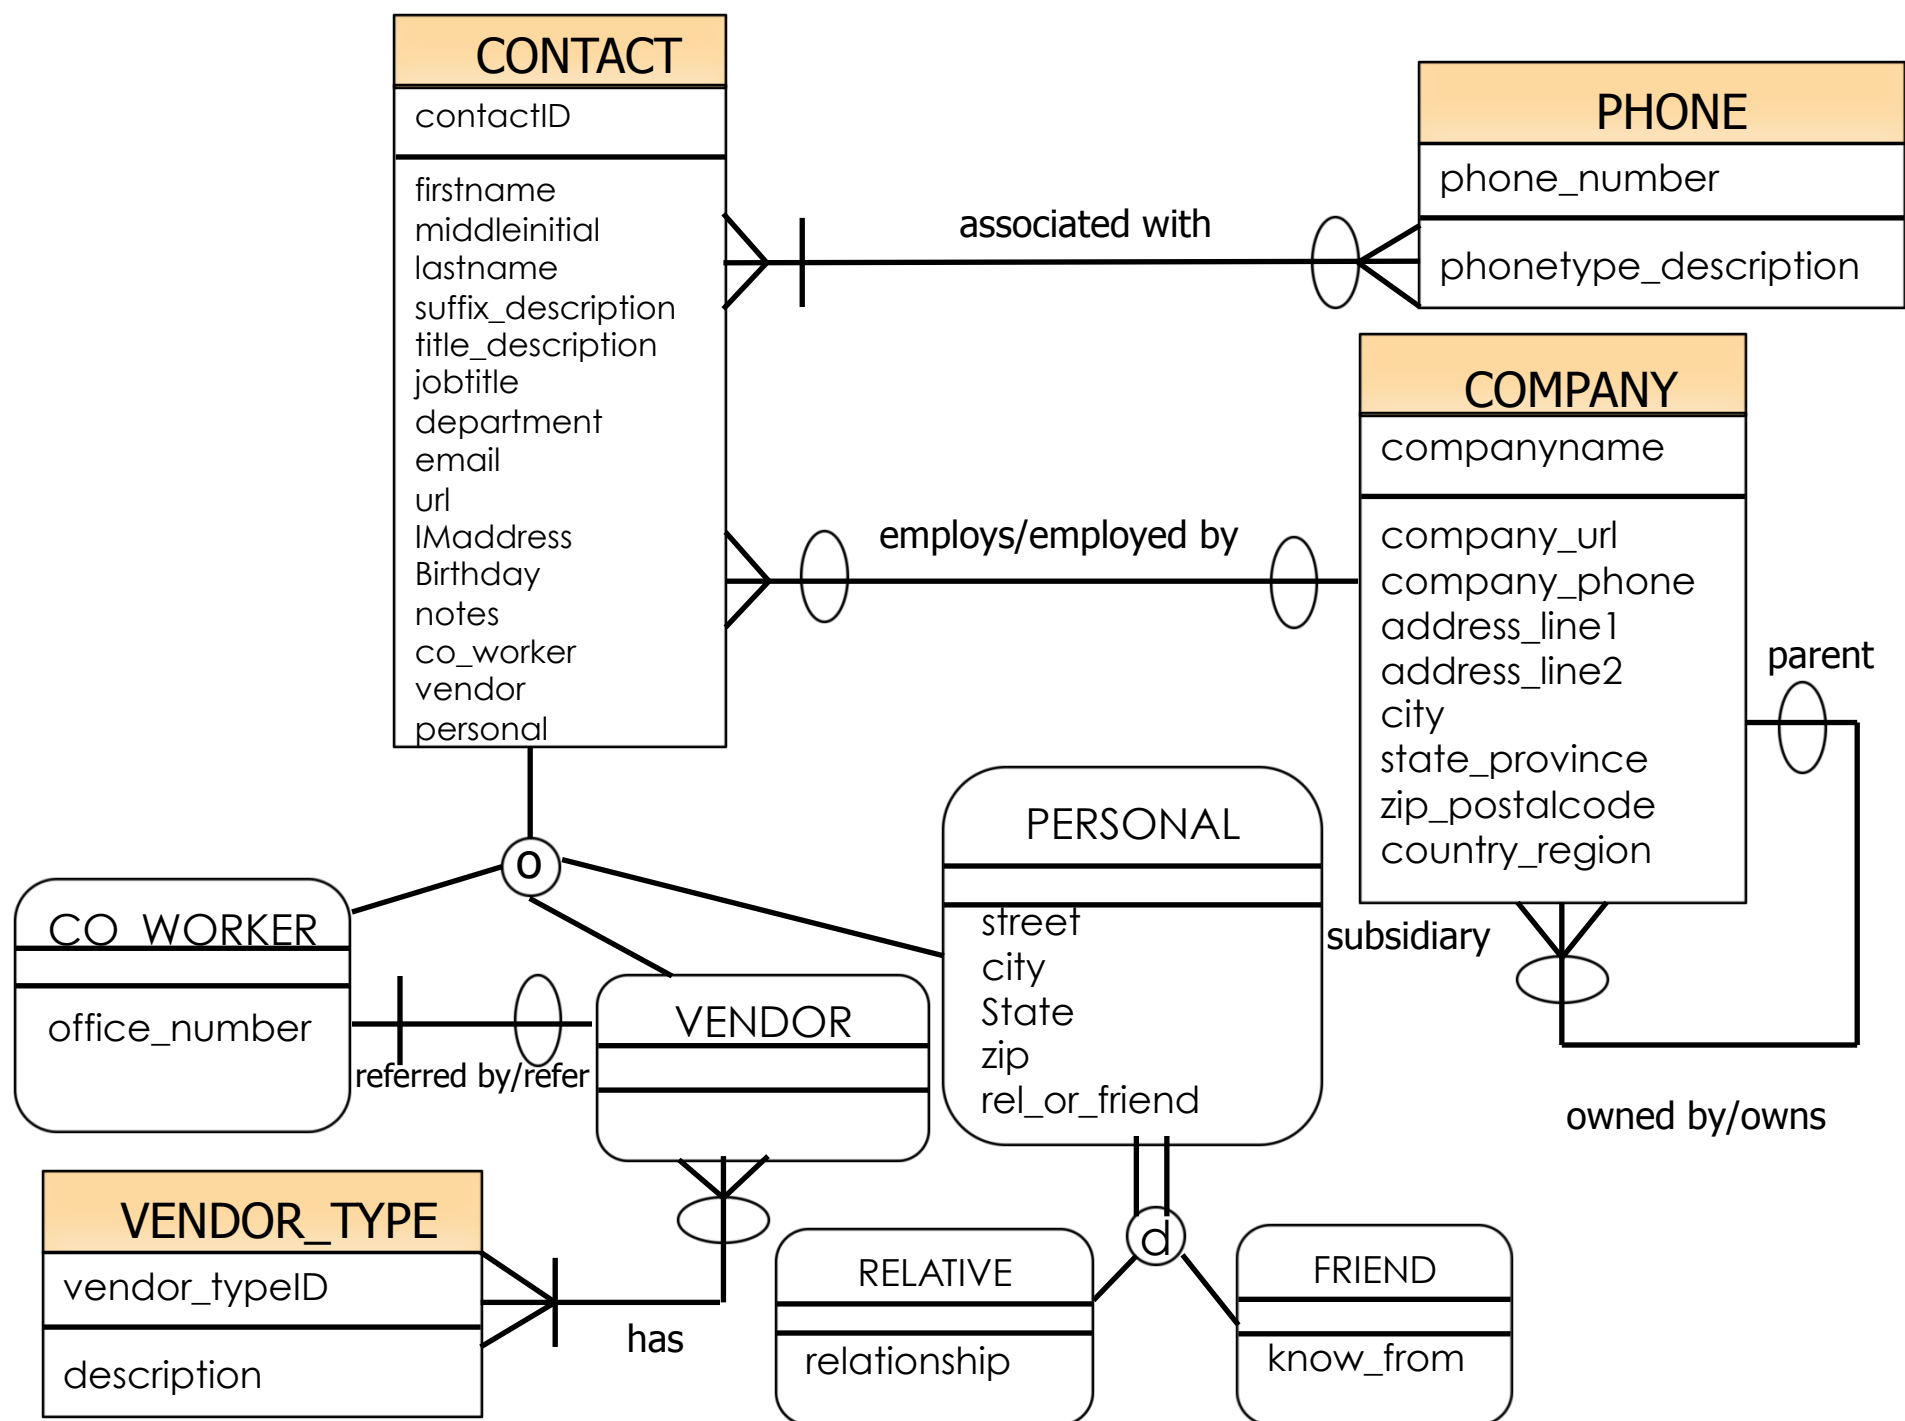 CONTACT
contactID
firstname
middleinitial
lastname
suffix_description
title_description
jobtitle
department
email
url
IMaddress
Birthday
notes
co_worker
vendor
personal
associated with
PHONE
phone_number
phonetype_description
employs/employed by
COMPANY
companyname
company_url
company_phone
address_line1
address_line2
city
state_province
zip_postalcode
country_region
parent
subsidiary
owned by/owns
o
CO_WORKER
office_number
referred by/refer
VENDOR
PERSONAL
street
city
State
zip
rel_or_friend
VENDOR_TYPE
vendor_typeID
description
has
d
RELATIVE
relationship
FRIEND
know_from